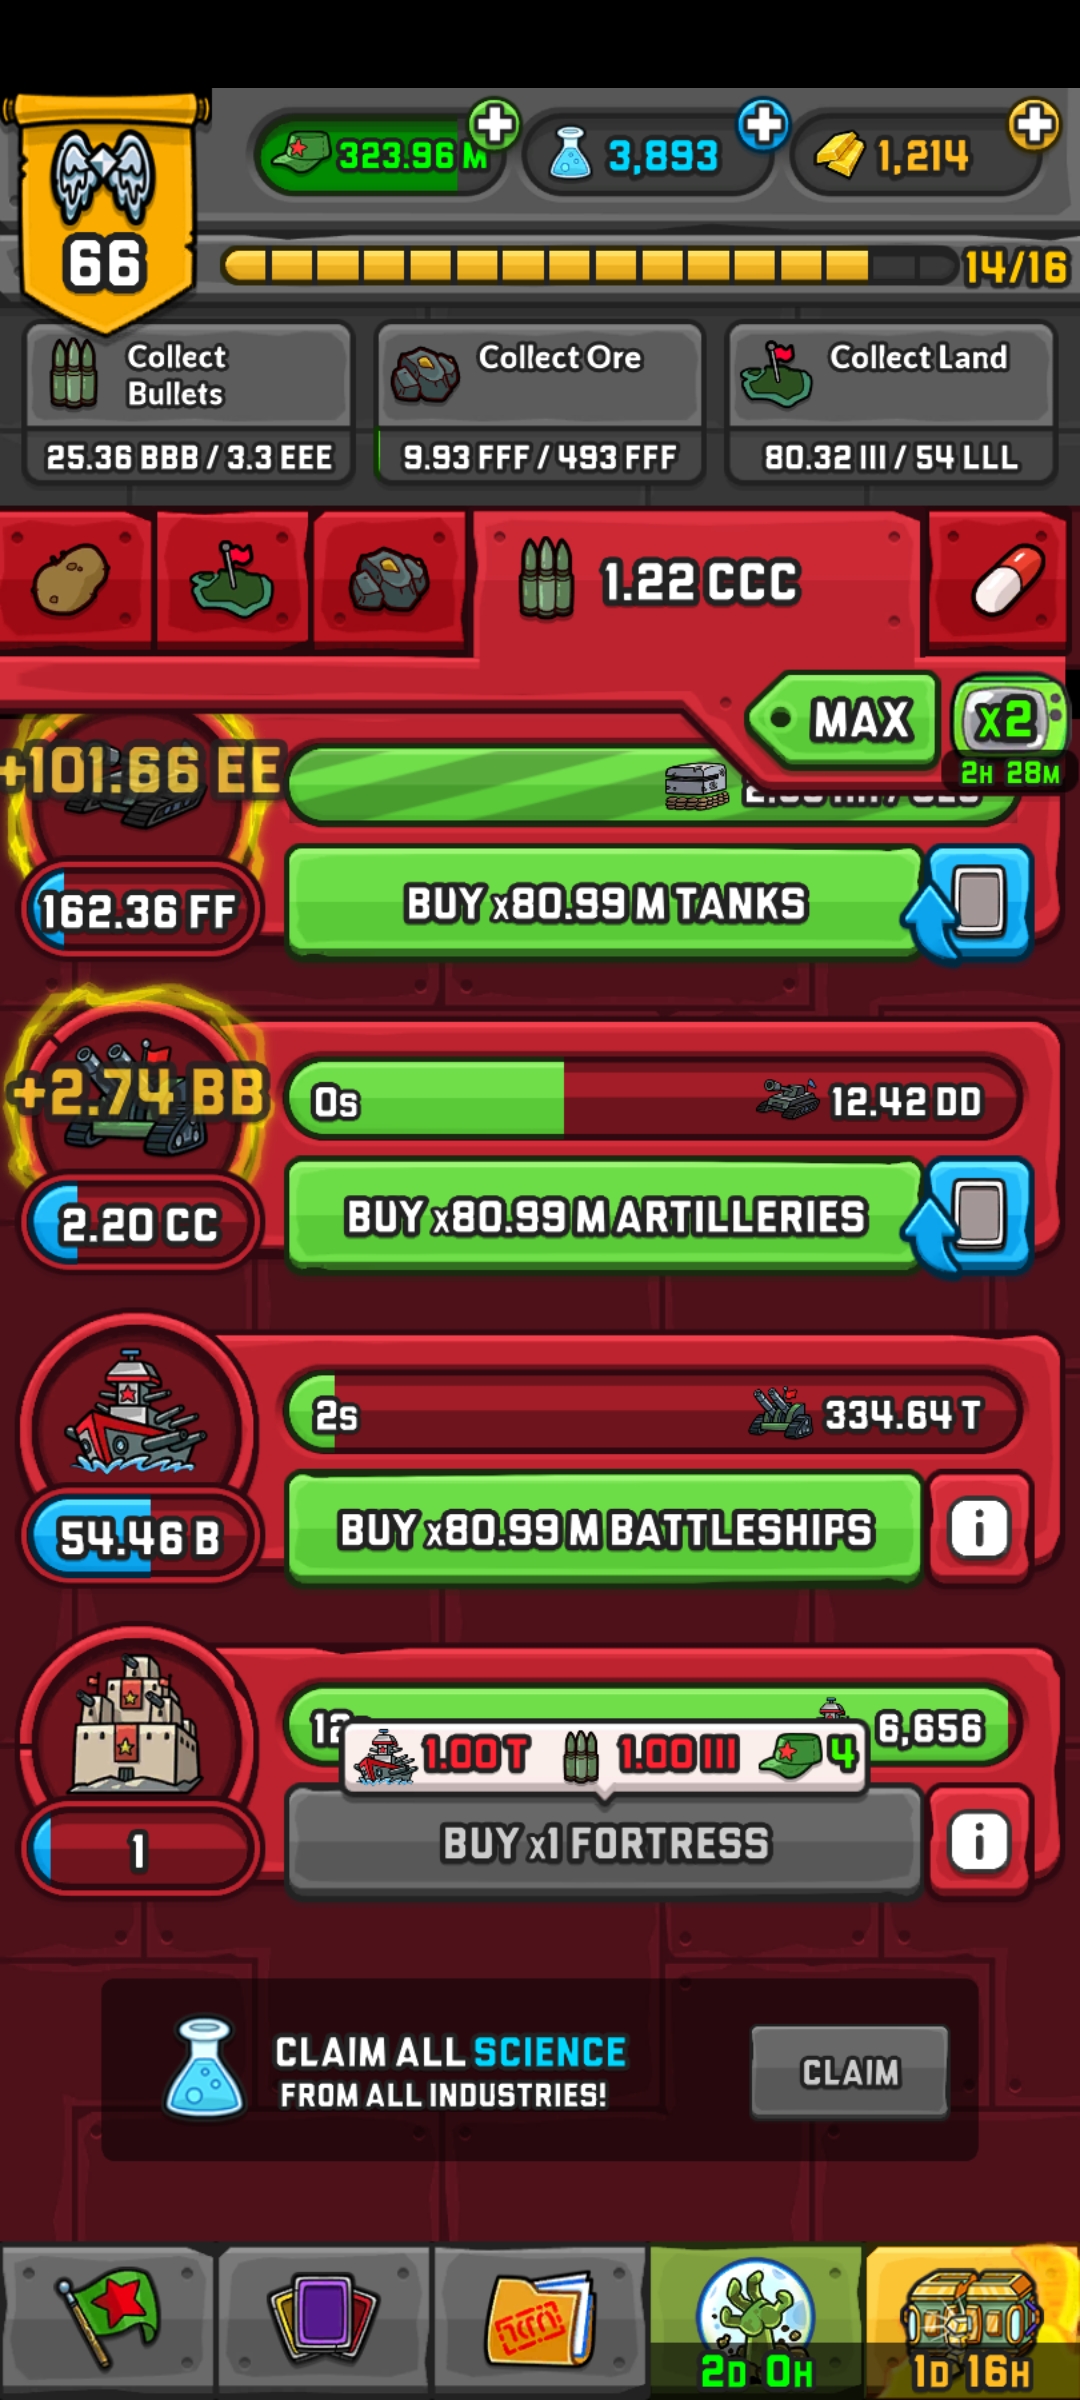 323.96 M
3,893
1,214
66
14/16
Collect
Bullets
Collect Ore
Collect Land
25.36 BBB / 3.3 EEE
9.93 FFF / 493 FFF
80.32 III / 54 LLL
1.22 CCC
MAX
x2
2H 28M
+101.66 EE
162.36 FF
BUY x80.99 M TANKS
+2.74 BB
0s
12.42 DD
2.20 CC
BUY x80.99 M ARTILLERIES
2s
334.64 T
54.46 B
BUY x80.99 M BATTLESHIPS
6,656
1.00 T
1.00 III
4
1
BUY x1 FORTRESS
CLAIM ALL SCIENCE
FROM ALL INDUSTRIES!
CLAIM
2D 0H
1D 16H